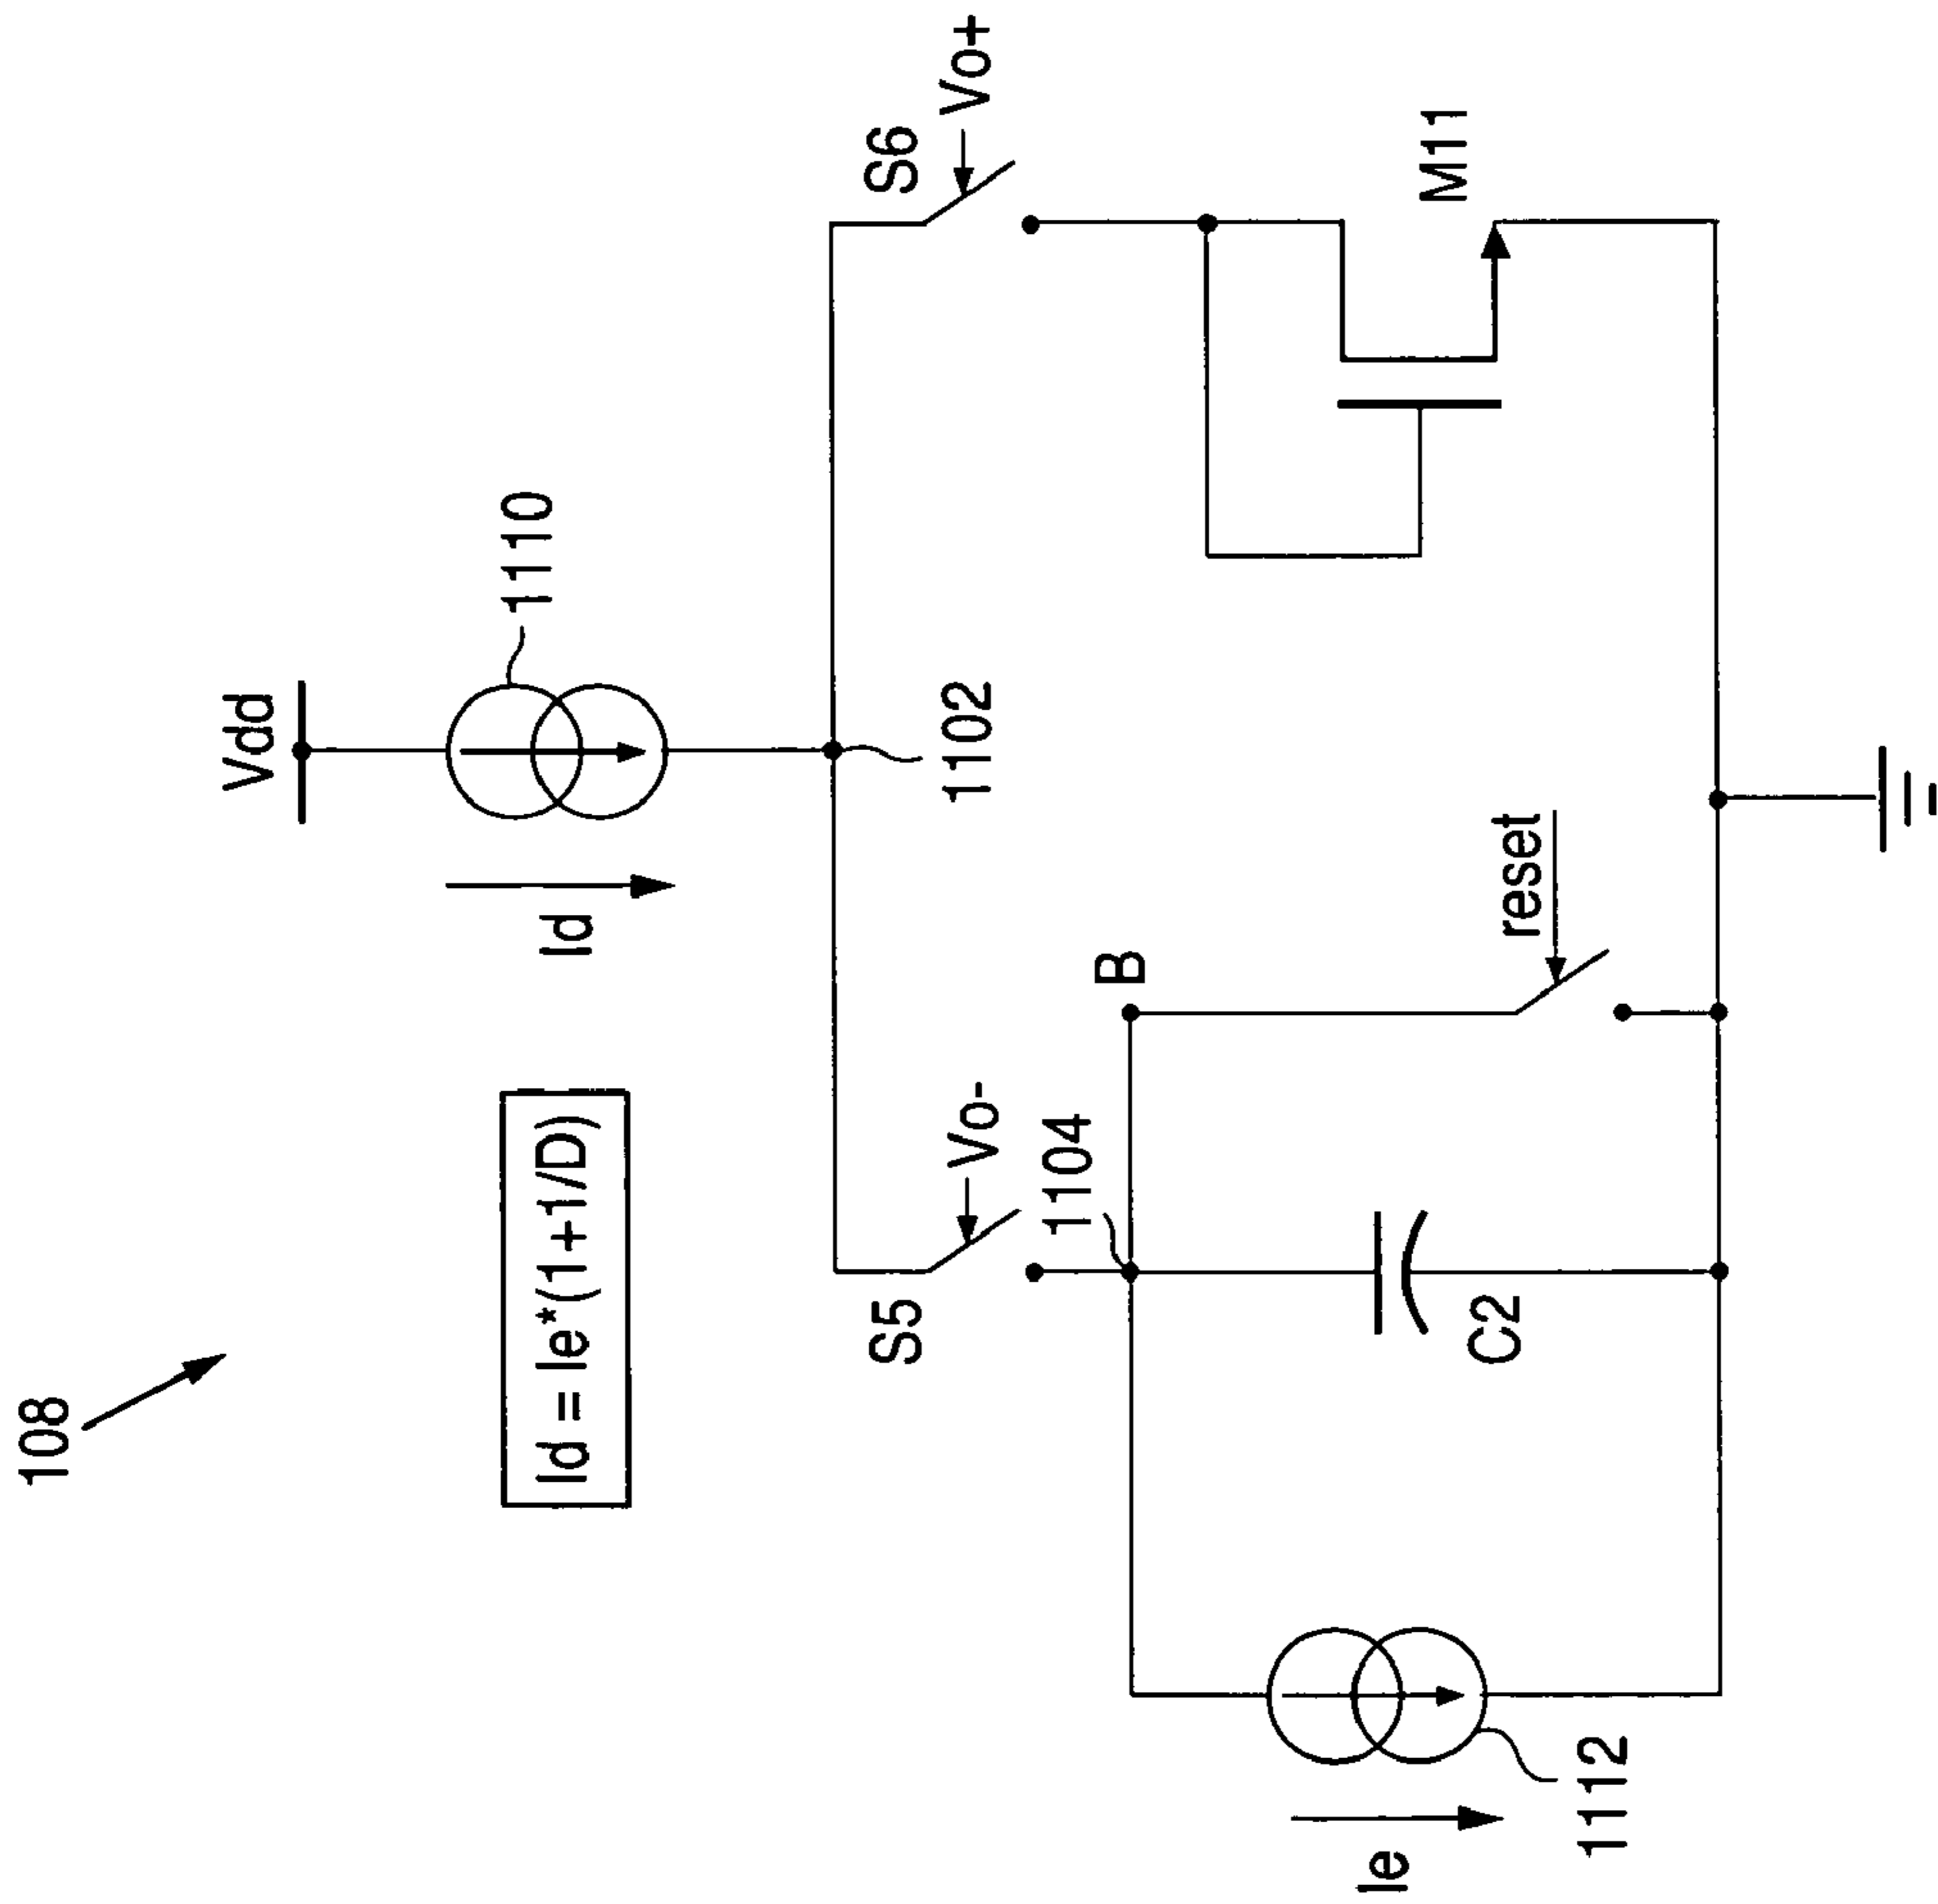 108
Vdd
1110
Id
Id = Ie*(1+1/D)
1102
S6
Vo+
S5
Vo-
1104
B
M11
reset
C2
Ie
1112